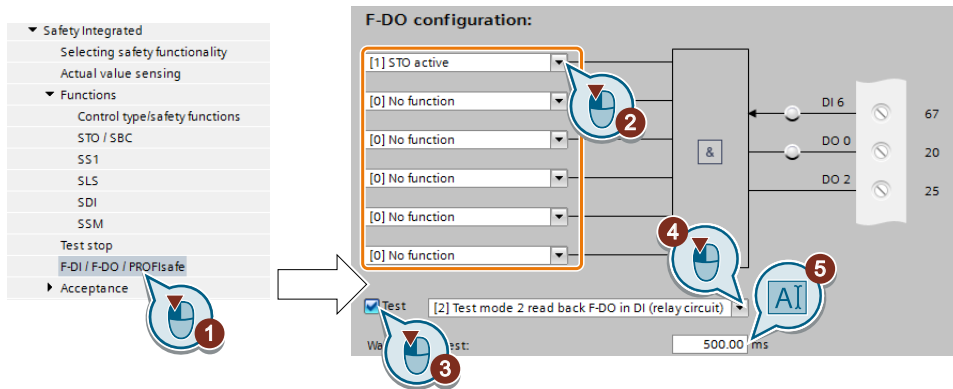 Safety Integrated
Selecting safety functionality
Actual value sensing
Functions
Control type/safety functions
STO / SBC
SS1
SLS
SDI
SSM
Test stop
F-DI / F-DO / PROFIsafe
Acceptance
1
F-DO configuration:
[1] STO active
[0] No function
[0] No function
[0] No function
[0] No function
[0] No function
2
&
DI 6
67
DO 0
20
DO 2
25
4
5
AI
Test
[2] Test mode 2 read back F-DO in DI (relay circuit)
3
est:
500.00 ms